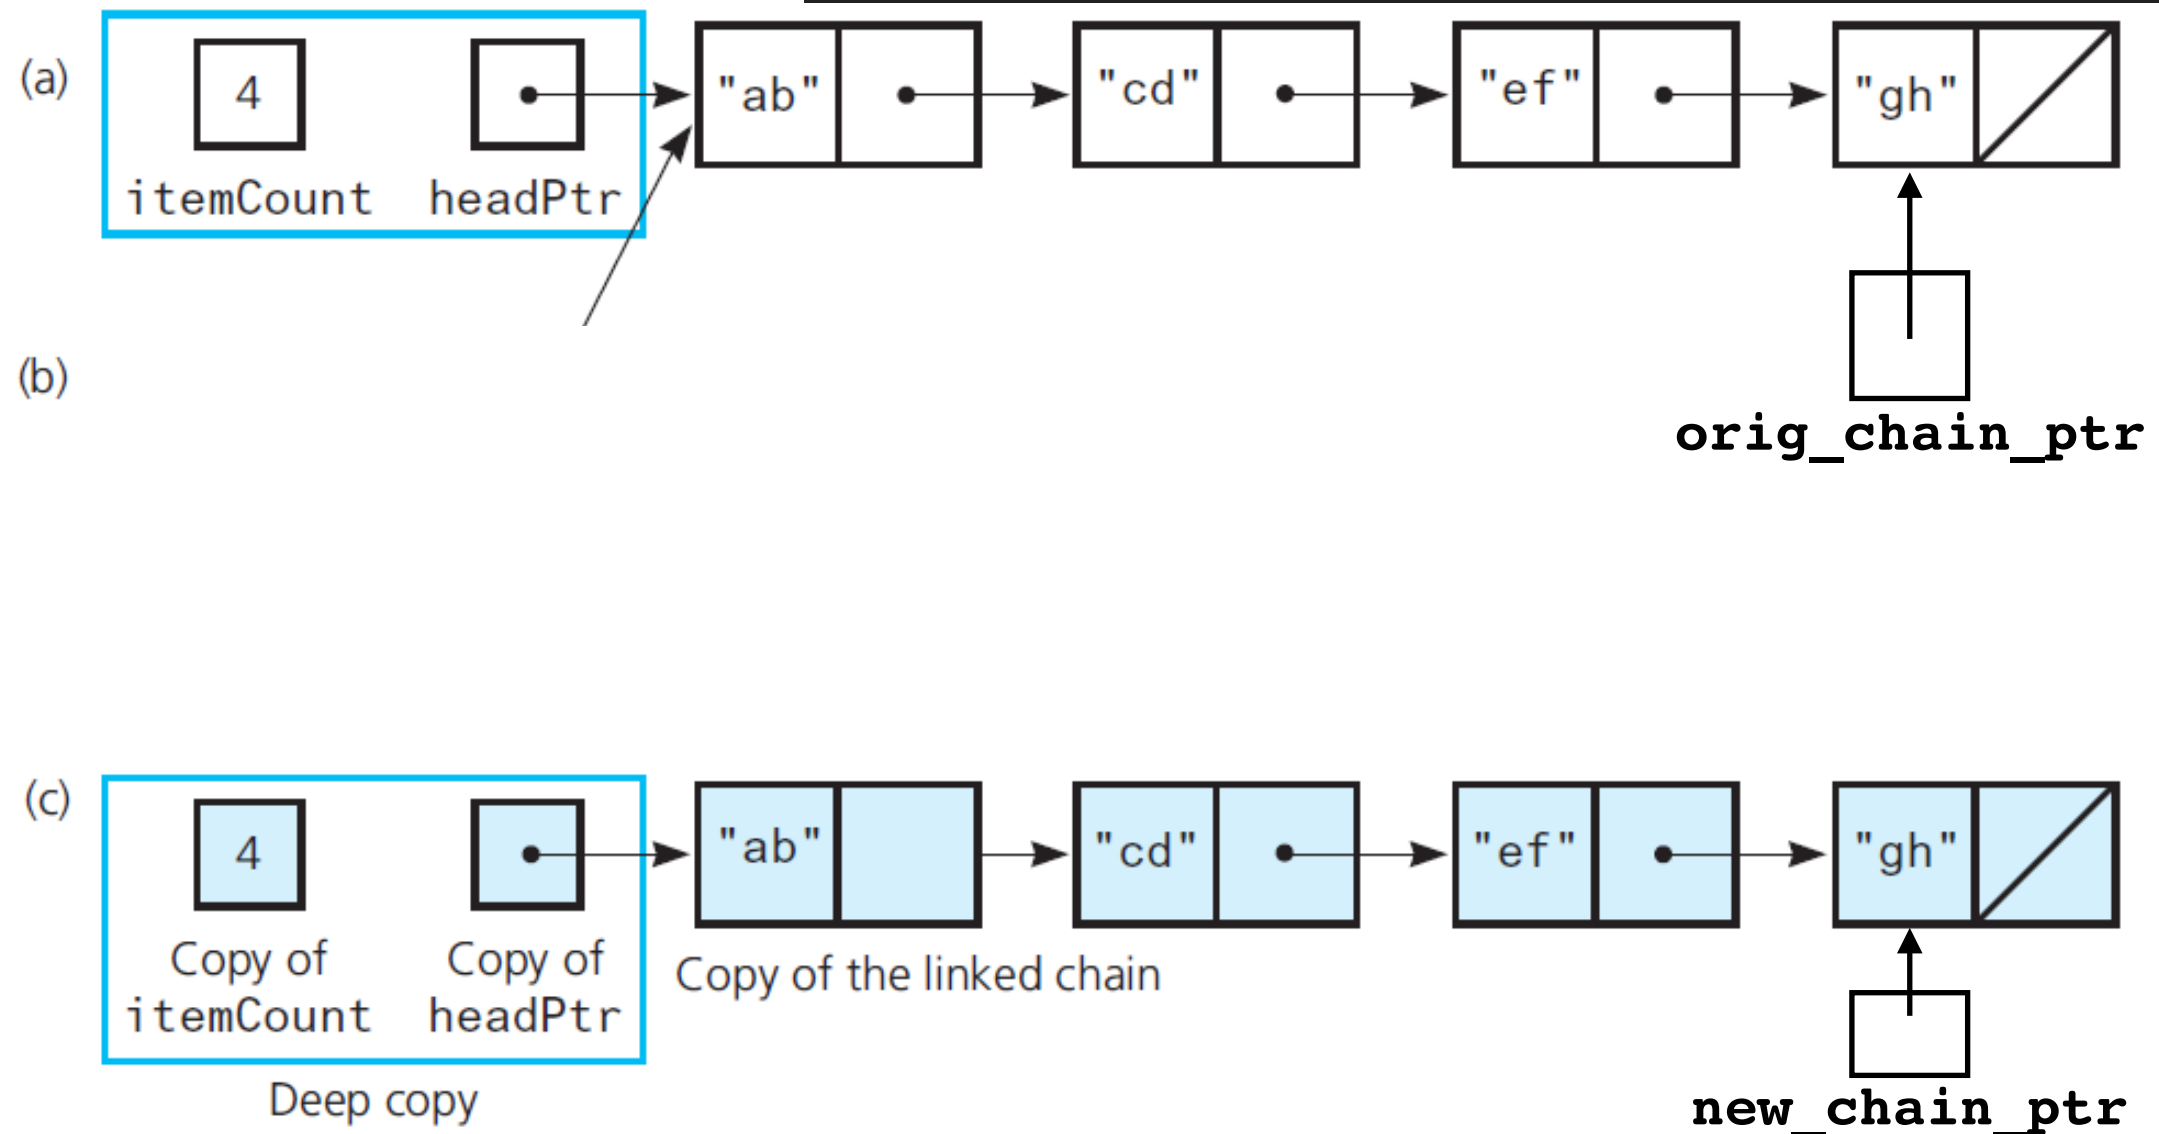 (a)
4
"ab"
"cd"
"ef"
"gh"
itemCount
headPtr
(b)
orig_chain_ptr
(c)
4
"ab"
"cd"
"ef"
"gh"
Copy of
itemCount
Copy of
headPtr
Copy of the linked chain
Deep copy
new_chain_ptr